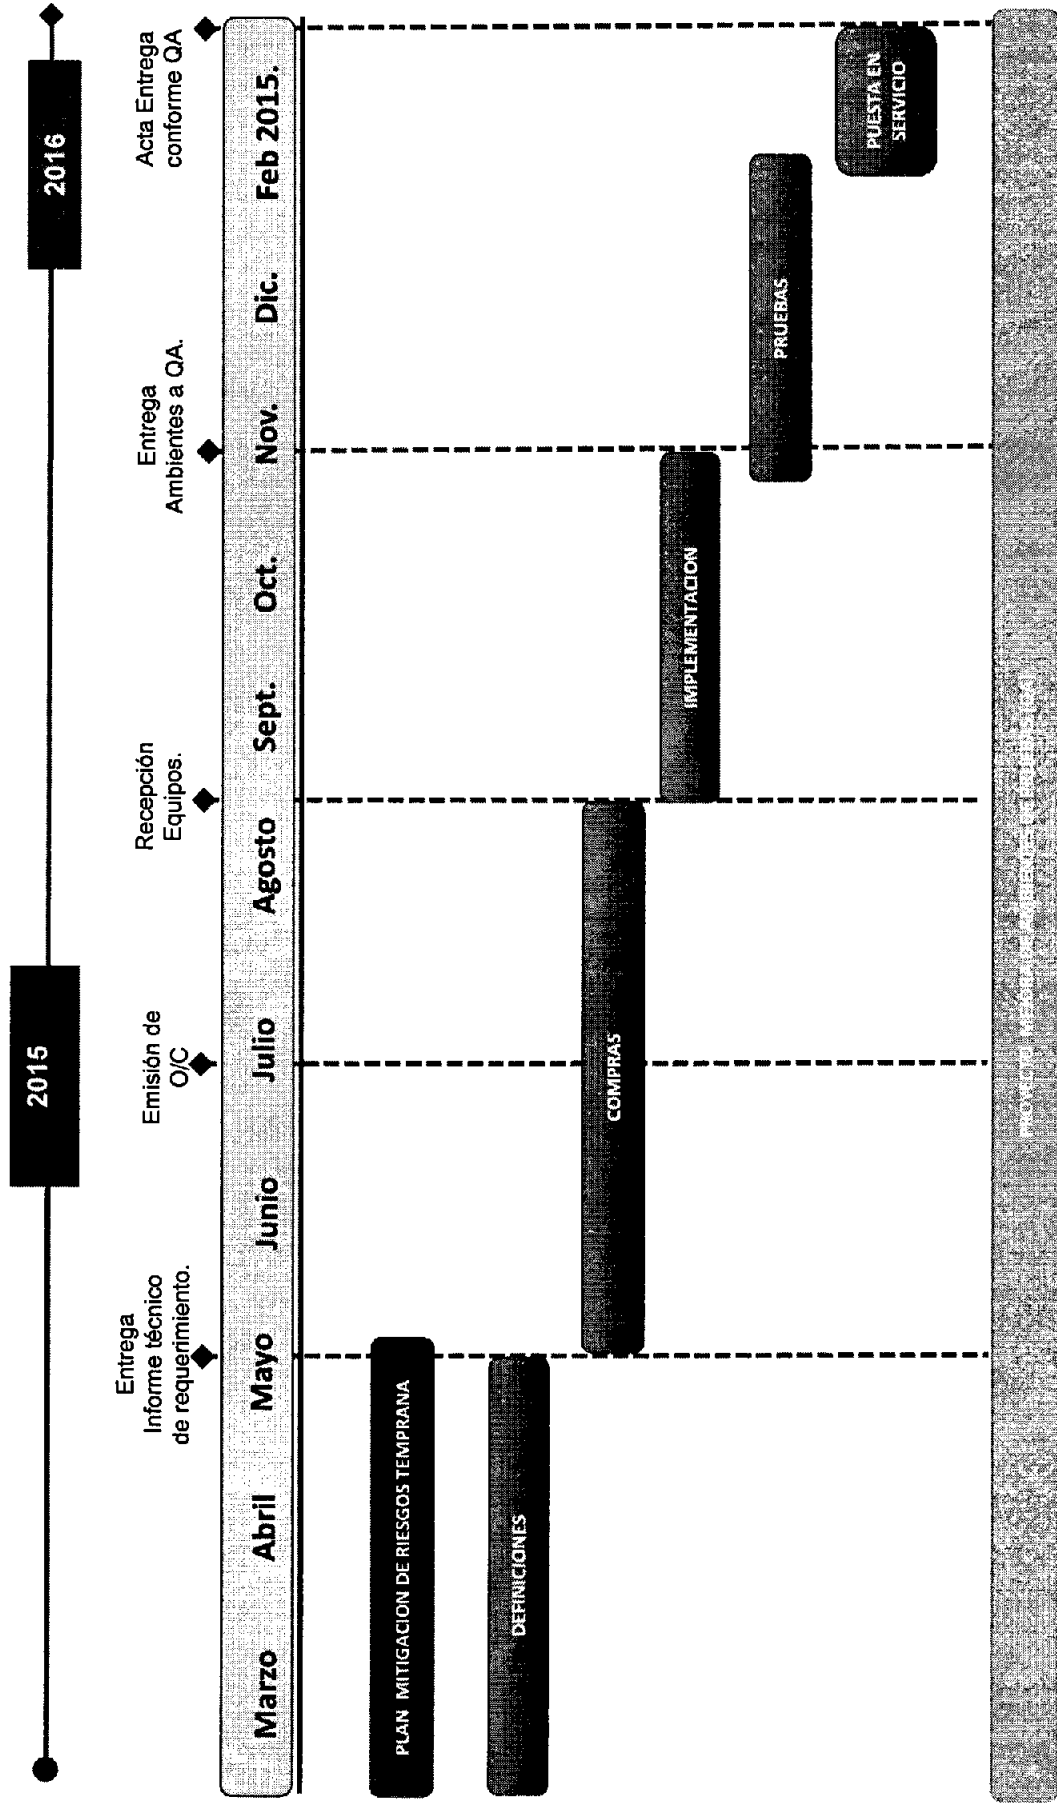 2015
2016
Entrega
Informe técnico
de requerimiento.
Emisión de
O/C
Recepción
Equipos.
Entrega
Ambientes a QA.
Acta Entrega
conforme QA
Marzo Abril Mayo Junio Julio Agosto Sept. Oct. Nov. Dic. Feb 2015.
PLAN MITIGACION DE RIESGOS TEMPRANA
DEFINICIONES
COMPRAS
IMPLEMENTACION
PRUEBAS
PUESTA EN
SERVICIO
PROYECTO